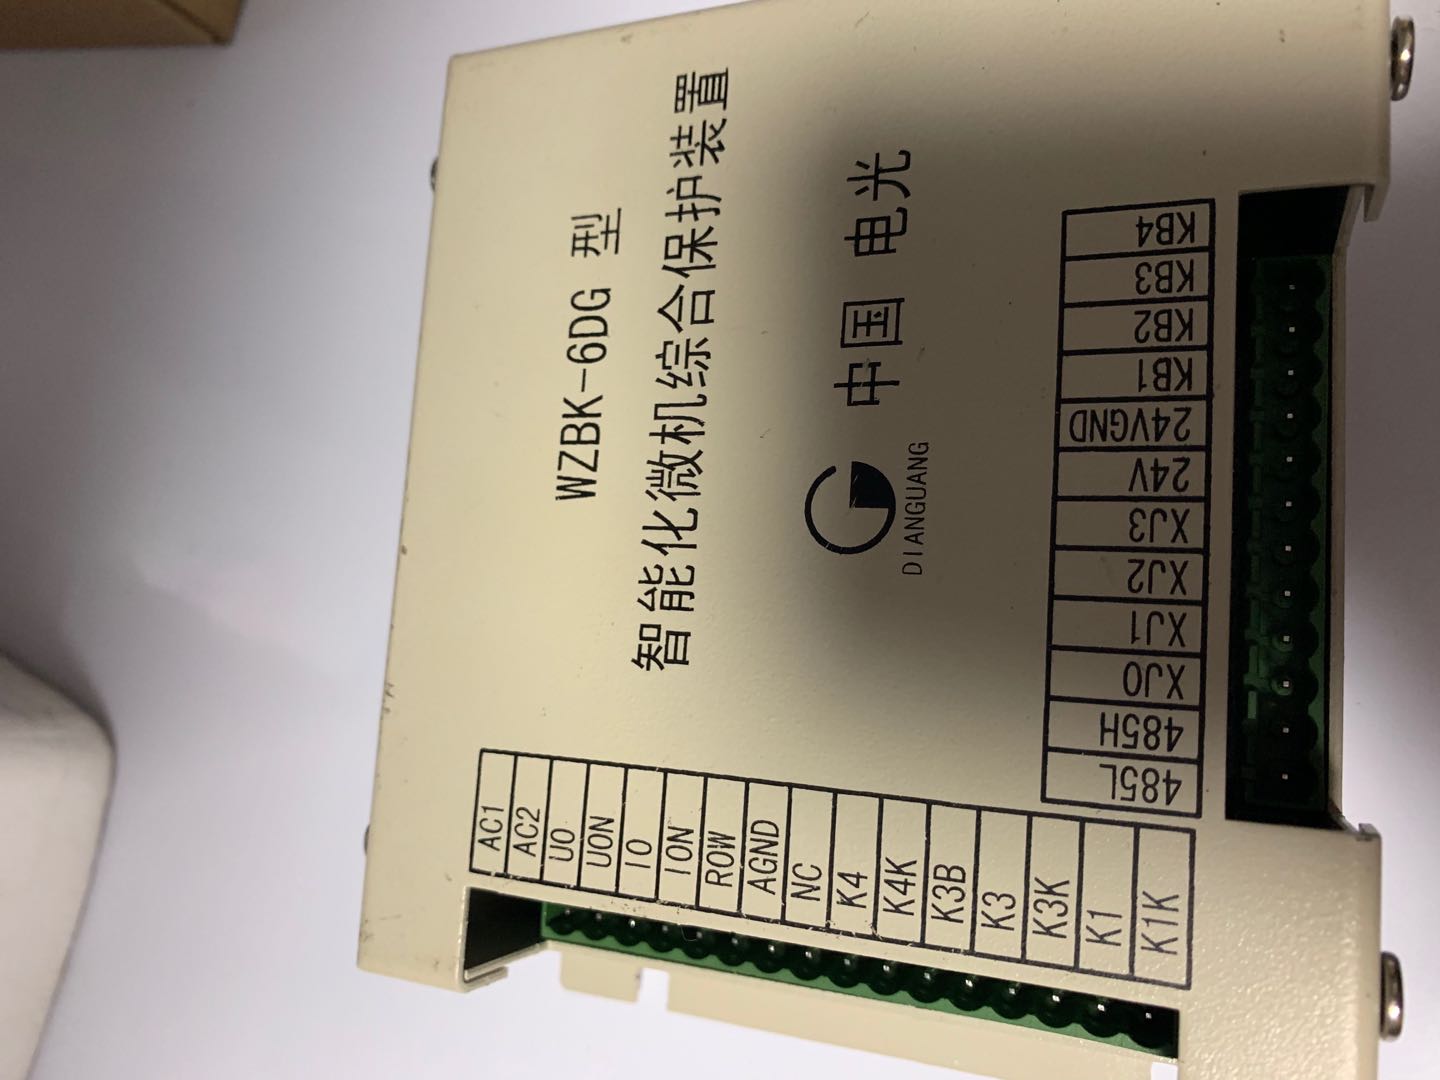 WZBK-6DG 型
智能化微机综合保护装置
中国 电光
DIANGUANG
AC1
AC2
U0
U0N
I0
I0N
ROW
AGND
NC
K4
K4K
K3B
K3
K3K
K1
K1K
485L
485H
XJ0
XJ1
XJ2
XJ3
24V
24VGND
KB1
KB2
KB3
KB4